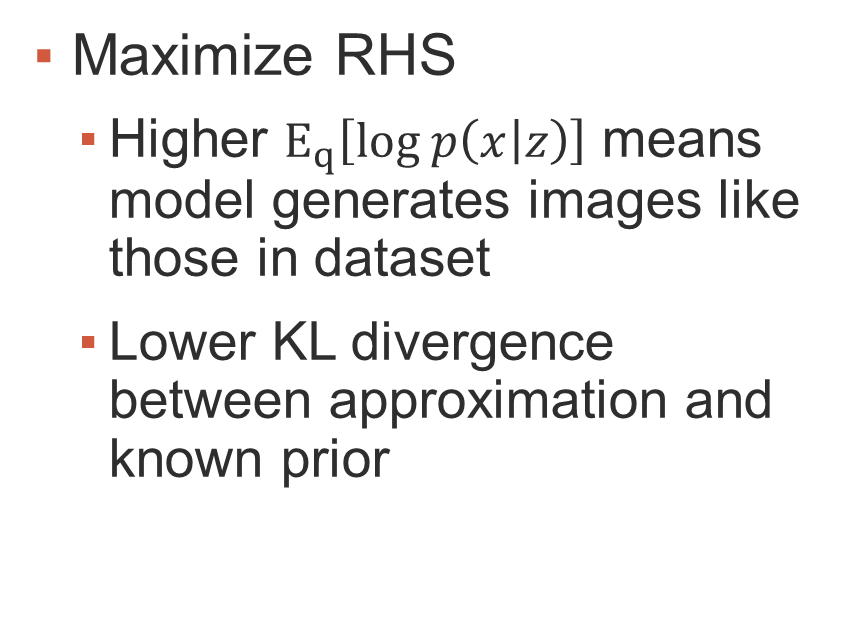 ▪ Maximize RHS
▪ Higher E_q[log p(x|z)] means
model generates images like
those in dataset
▪ Lower KL divergence
between approximation and
known prior